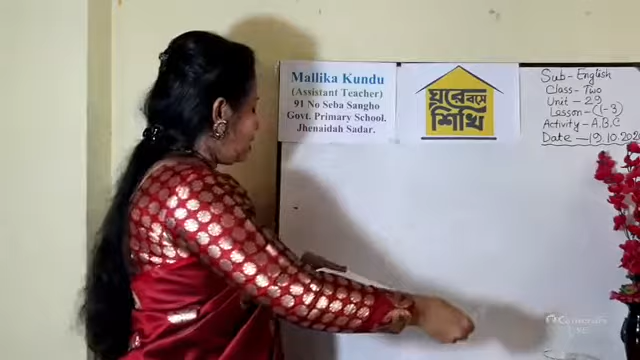 Mallika Kundu
(Assistant Teacher)
91 No Seba Sangho
Govt. Primary School.
Jhenaidah Sadar.
ঘরে বসে
শিখি
Sub - English
Class - Two
Unit - 29
Lesson - (1-3)
Activity - A.B.C
Date - 19.10.202